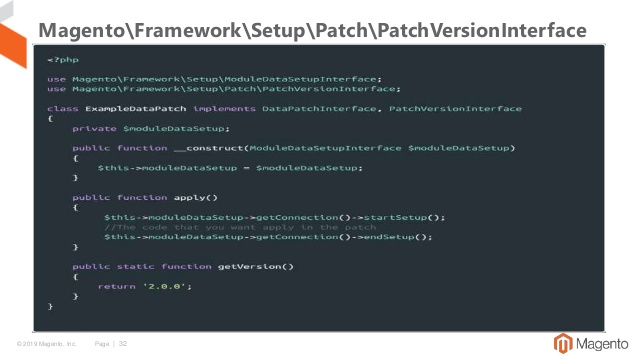 Magento\Framework\Setup\Patch\PatchVersionInterface
<?php
use Magento\Framework\Setup\ModuleDataSetupInterface;
use Magento\Framework\Setup\Patch\PatchVersionInterface;
class ExampleDataPatch implements DataPatchInterface, PatchVersionInterface
{
private $moduleDataSetup;
public function __construct(ModuleDataSetupInterface $moduleDataSetup)
{
$this->moduleDataSetup = $moduleDataSetup;
}
public function apply()
{
$this->moduleDataSetup->getConnection()->startSetup();
//The code that you want apply in the patch
$this->moduleDataSetup->getConnection()->endSetup();
}
public static function getVersion()
{
return '2.0.0';
}
}
© 2019 Magento, Inc. Page | 32
Magento